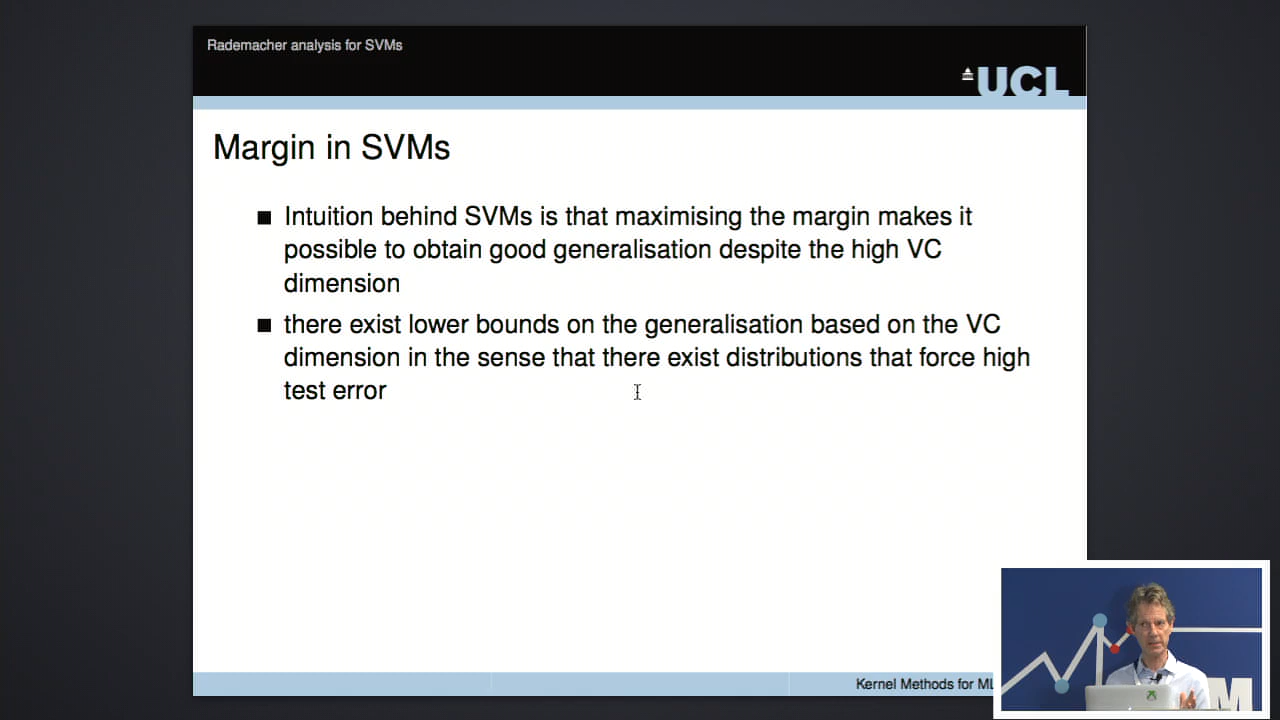 Rademacher analysis for SVMs
UCL
Margin in SVMs
Intuition behind SVMs is that maximising the margin makes it
possible to obtain good generalisation despite the high VC
dimension
there exist lower bounds on the generalisation based on the VC
dimension in the sense that there exist distributions that force high
test error
Kernel Methods for ML
M